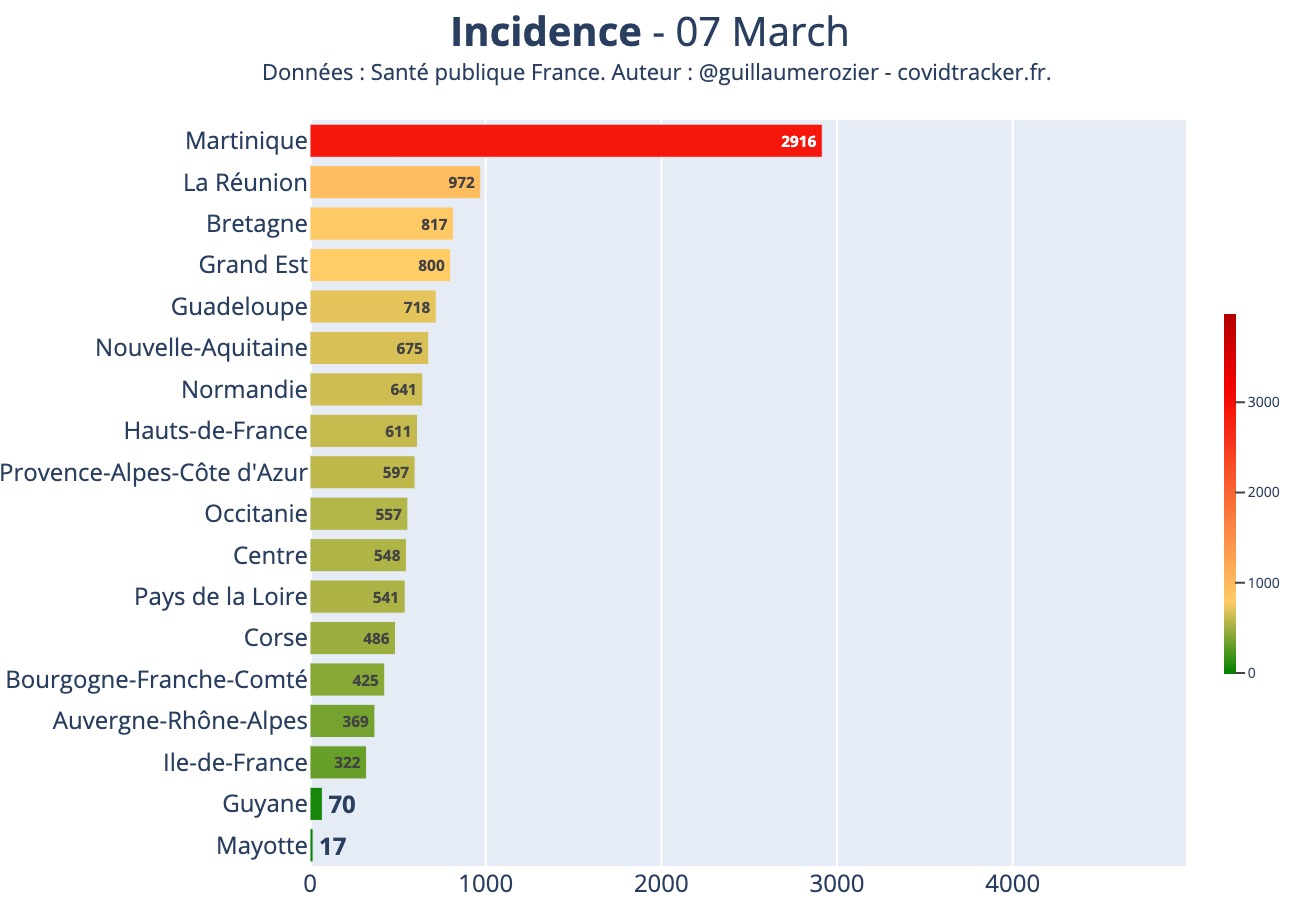 Incidence - 07 March
Données : Santé publique France. Auteur : @guillaumerozier - covidtracker.fr.
Martinique 2916
La Réunion 972
Bretagne 817
Grand Est 800
Guadeloupe 718
Nouvelle-Aquitaine 675
Normandie 641
Hauts-de-France 611
Provence-Alpes-Côte d'Azur 597
Occitanie 557
Centre 548
Pays de la Loire 541
Corse 486
Bourgogne-Franche-Comté 425
Auvergne-Rhône-Alpes 369
Ile-de-France 322
Guyane 70
Mayotte 17
0 1000 2000 3000 4000
3000
2000
1000
0